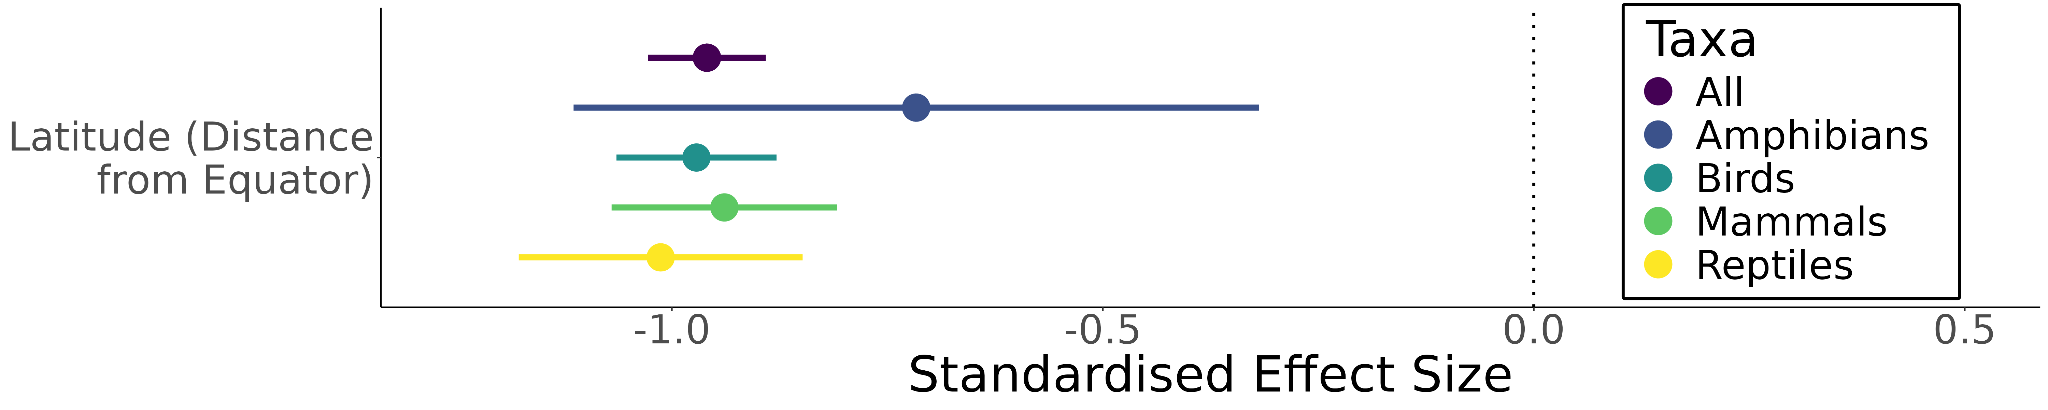 Latitude (Distance
from Equator)
Taxa
All
Amphibians
Birds
Mammals
Reptiles
-1.0
-0.5
0.0
0.5
Standardised Effect Size